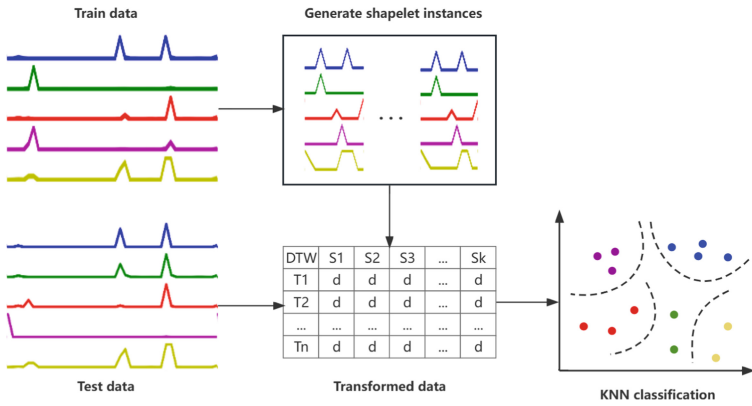 Train data
Generate shapelet instances
...
DTW S1 S2 S3 ... Sk
T1 d d d ... d
T2 d d d ... d
... ... ... ... ... ...
Tn d d d ... d
Test data
Transformed data
KNN classification